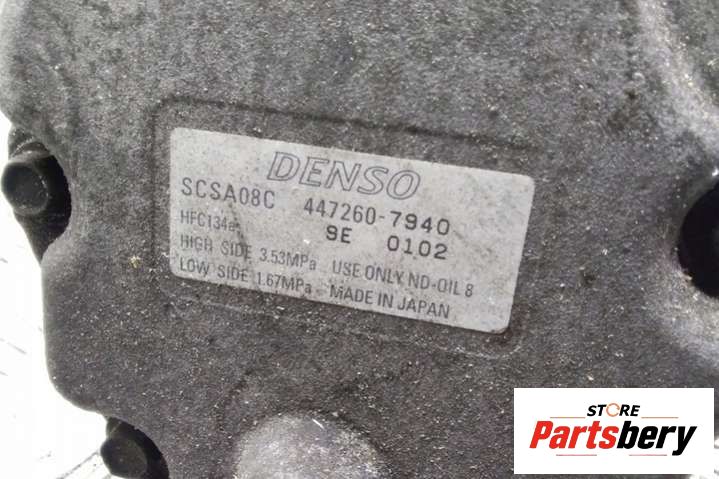 DENSO
SCSA08C 447260-7940
HFC134a 9E 0102
HIGH SIDE 3.53MPa USE ONLY ND-OIL 8
LOW SIDE 1.67MPa MADE IN JAPAN
STORE
Partsbery